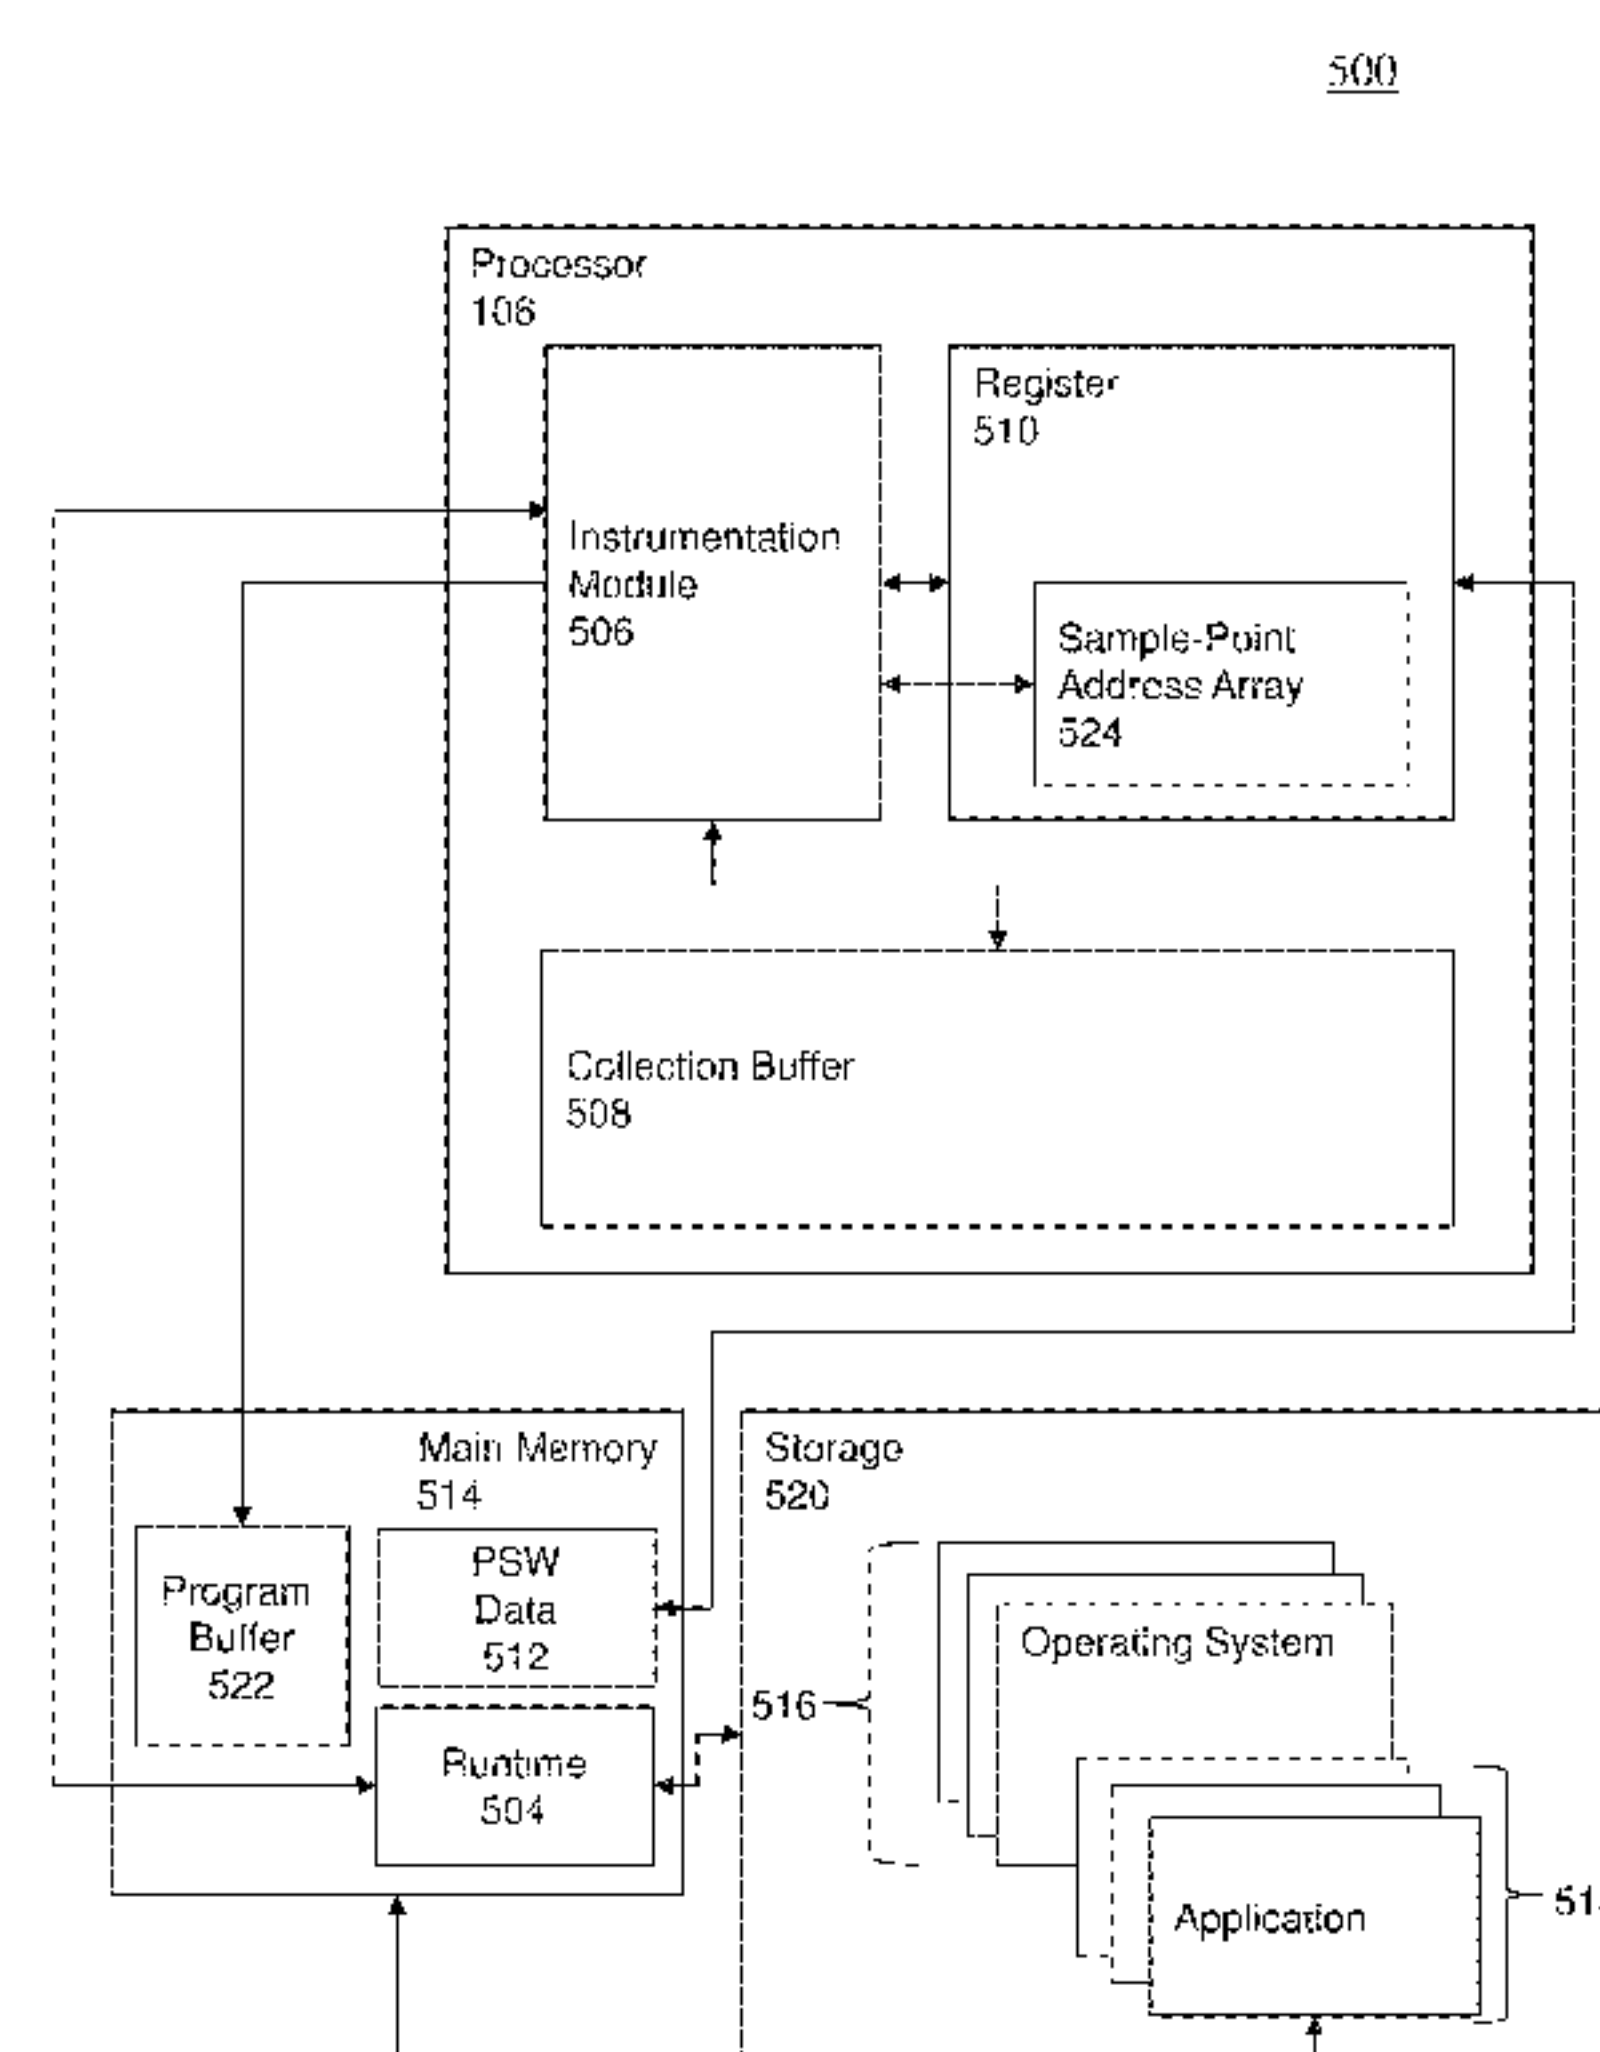 500
Processor
106
Instrumentation
Module
506
Register
510
Sample-Point
Address Array
524
Collection Buffer
508
Main Memory
514
Program
Buffer
522
PSW
Data
512
Runtime
504
Storage
520
516
Operating System
Application